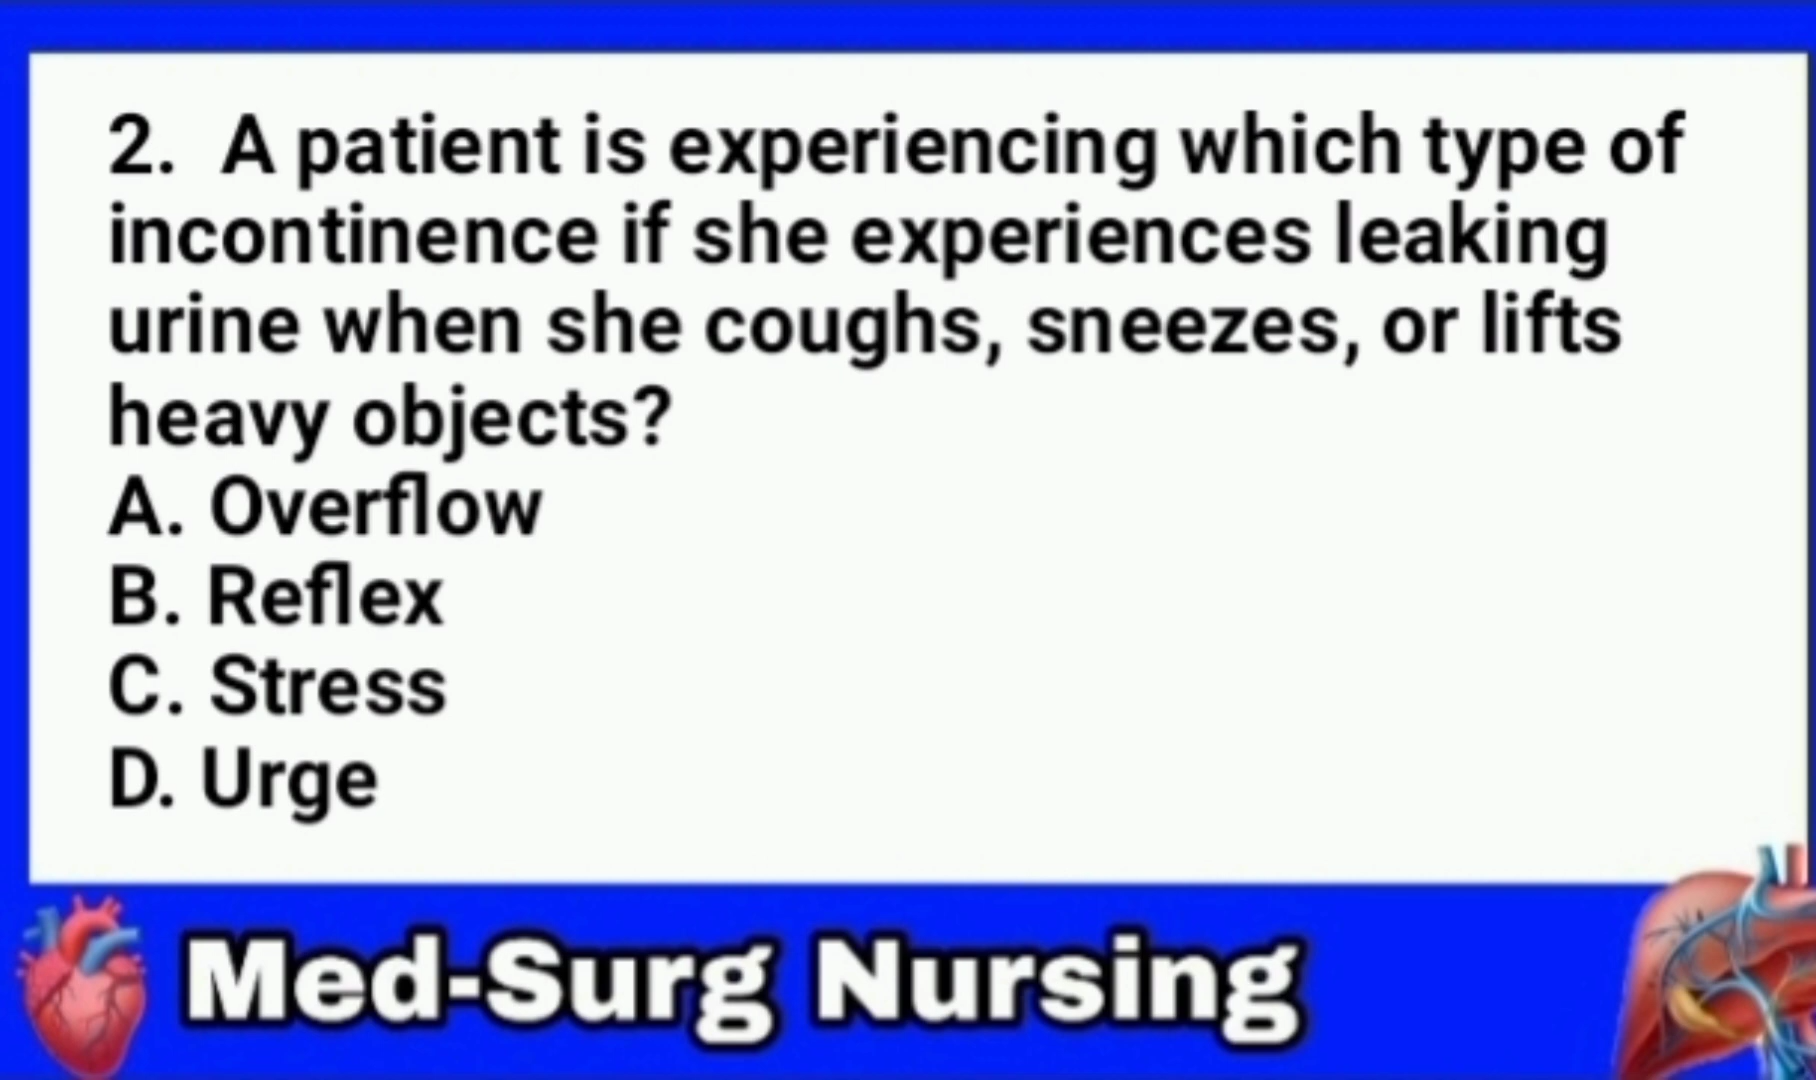 2. A patient is experiencing which type of
incontinence if she experiences leaking
urine when she coughs, sneezes, or lifts
heavy objects?
A. Overflow
B. Reflex
C. Stress
D. Urge
Med-Surg Nursing